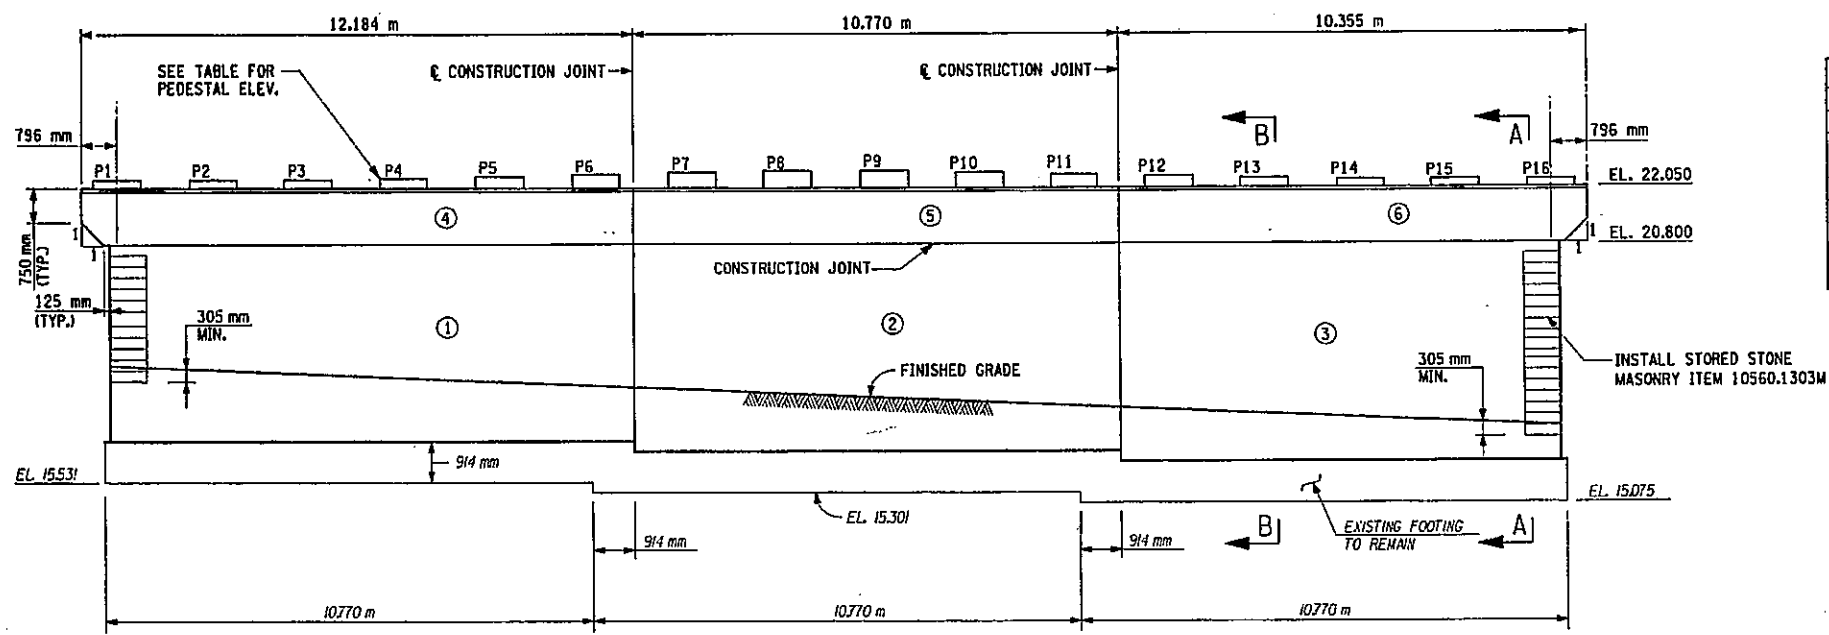 12.184 m
10.770 m
10.355 m
SEE TABLE FOR
PEDESTAL ELEV.
℄ CONSTRUCTION JOINT
℄ CONSTRUCTION JOINT
796 mm
B
A
796 mm
P1
P2
P3
P4
P5
P6
P7
P8
P9
P10
P11
P12
P13
P14
P15
P16
EL. 22.050
④
⑤
⑥
1
1
1
1
EL. 20.800
750 mm
(TYP.)
CONSTRUCTION JOINT
125 mm
(TYP.)
305 mm
MIN.
①
②
③
FINISHED GRADE
305 mm
MIN.
INSTALL STORED STONE
MASONRY ITEM 10560.1303M
914 mm
EL. 15.531
EL. 15.301
EL. 15.075
914 mm
914 mm
B
EXISTING FOOTING
TO REMAIN
A
10.770 m
10.770 m
10.770 m